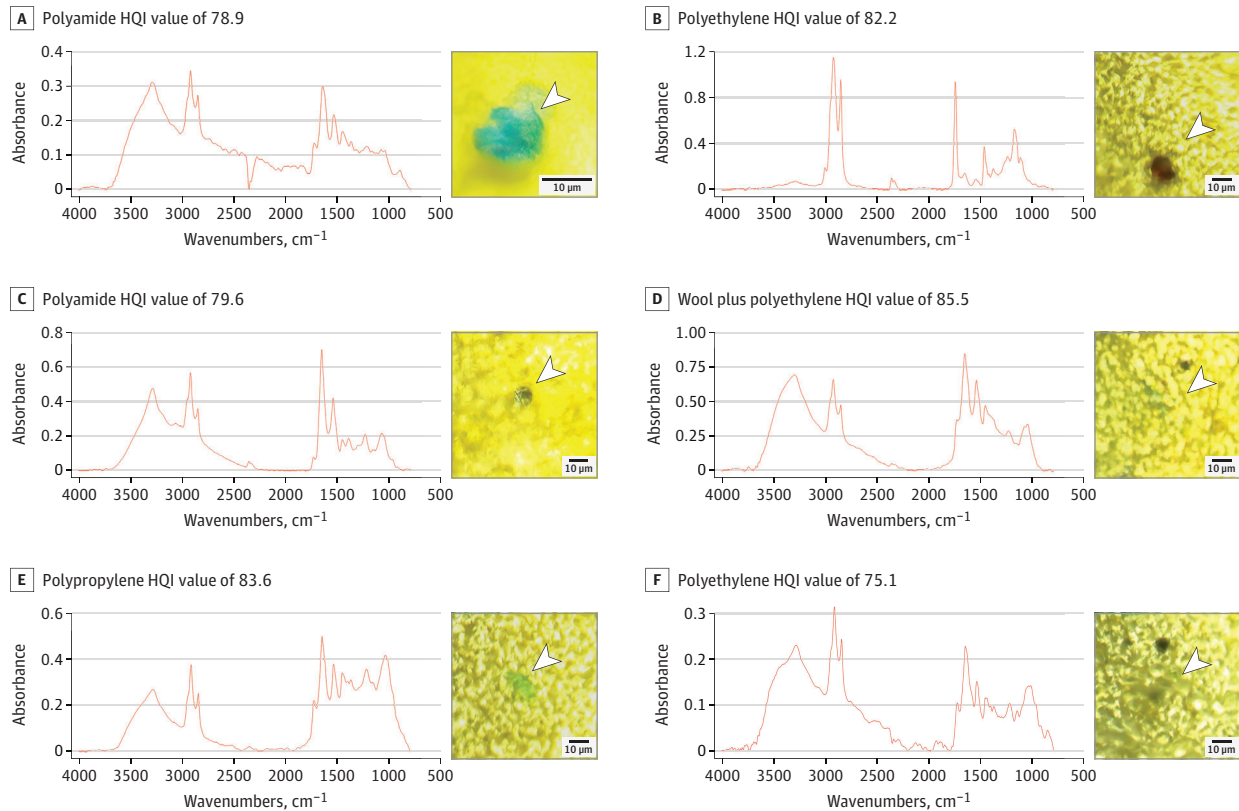 A Polyamide HQI value of 78.9
0.4
0.3
0.2
0.1
0
Absorbance
4000 3500 3000 2500 2000 1500 1000 500
Wavenumbers, cm⁻¹
10 µm
B Polyethylene HQI value of 82.2
1.2
0.8
0.4
0
Absorbance
4000 3500 3000 2500 2000 1500 1000 500
Wavenumbers, cm⁻¹
10 µm
C Polyamide HQI value of 79.6
0.8
0.6
0.4
0.2
0
Absorbance
4000 3500 3000 2500 2000 1500 1000 500
Wavenumbers, cm⁻¹
10 µm
D Wool plus polyethylene HQI value of 85.5
1.00
0.75
0.50
0.25
0
Absorbance
4000 3500 3000 2500 2000 1500 1000 500
Wavenumbers, cm⁻¹
10 µm
E Polypropylene HQI value of 83.6
0.6
0.4
0.2
0
Absorbance
4000 3500 3000 2500 2000 1500 1000 500
Wavenumbers, cm⁻¹
10 µm
F Polyethylene HQI value of 75.1
0.3
0.2
0.1
0
Absorbance
4000 3500 3000 2500 2000 1500 1000 500
Wavenumbers, cm⁻¹
10 µm